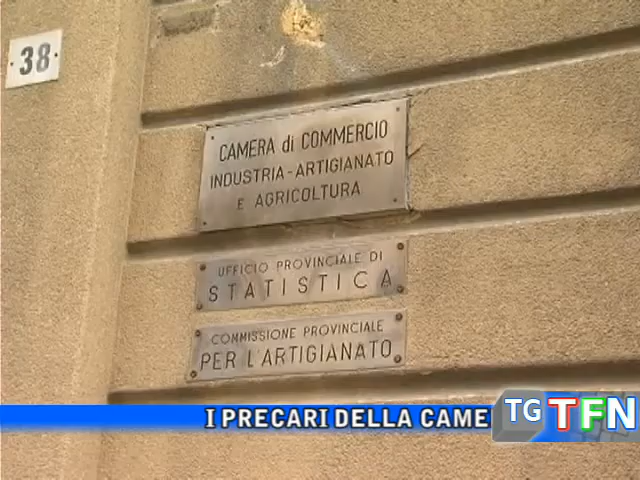 38
CAMERA di COMMERCIO
INDUSTRIA-ARTIGIANATO
E AGRICOLTURA
UFFICIO PROVINCIALE DI
STATISTICA
COMMISSIONE PROVINCIALE
PER L'ARTIGIANATO
I PRECARI DELLA CAME
TG TFN